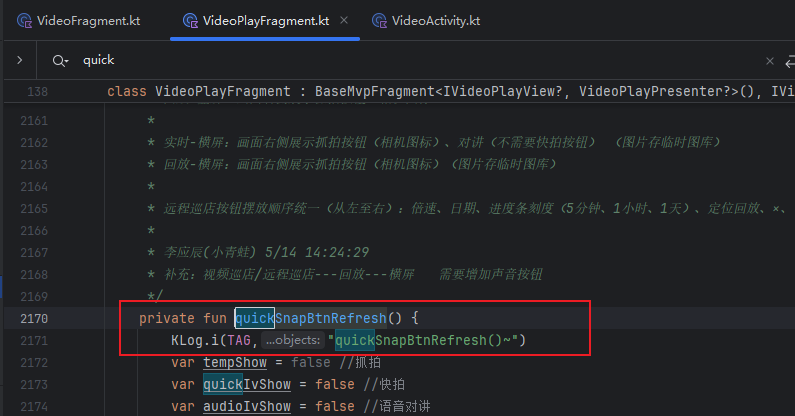 VideoFragment.kt VideoPlayFragment.kt VideoActivity.kt
quick
138 class VideoPlayFragment : BaseMvpFragment<IVideoPlayView?, VideoPlayPresenter?>(), IVi
2161 *
2162 * 实时-横屏: 画面右侧展示抓拍按钮（相机图标）、对讲（不需要快拍按钮） （图片存临时图库）
2163 * 回放-横屏: 画面右侧展示抓拍按钮（相机图标）（图片存临时图库）
2164 *
2165 * 远程巡店按钮摆放顺序统一（从左至右）: 倍速、日期、进度条刻度（5分钟、1小时、1天）、定位回放、×、
2166 *
2167 * 李应辰(小青蛙) 5/14 14:24:29
2168 * 补充: 视频巡店/远程巡店---回放---横屏 需要增加声音按钮
2169 */
2170 private fun quickSnapBtnRefresh() {
2171 KLog.i(TAG, ...objects: "quickSnapBtnRefresh()~")
2172 var tempShow = false //抓拍
2173 var quickIvShow = false //快拍
2174 var audioIvShow = false //语音对讲